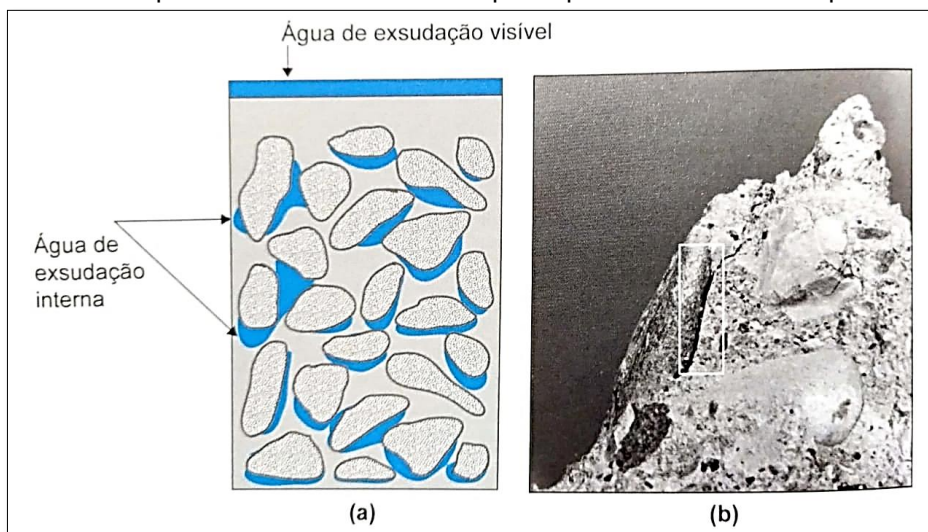 Água de exsudação visível
Água de
exsudação
interna
(a)
(b)